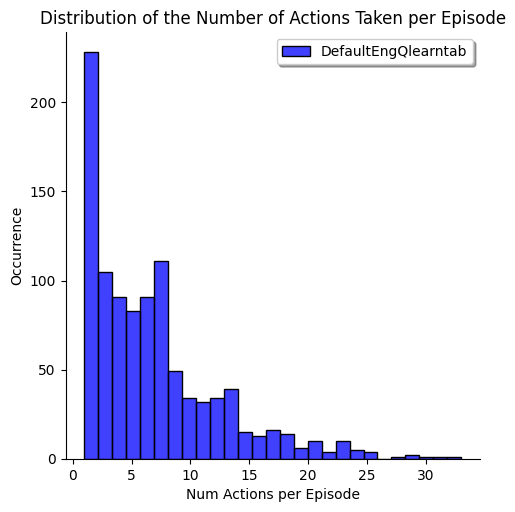 Distribution of the Number of Actions Taken per Episode
DefaultEngQlearntab
Occurrence
200
150
100
50
0
0 5 10 15 20 25 30
Num Actions per Episode